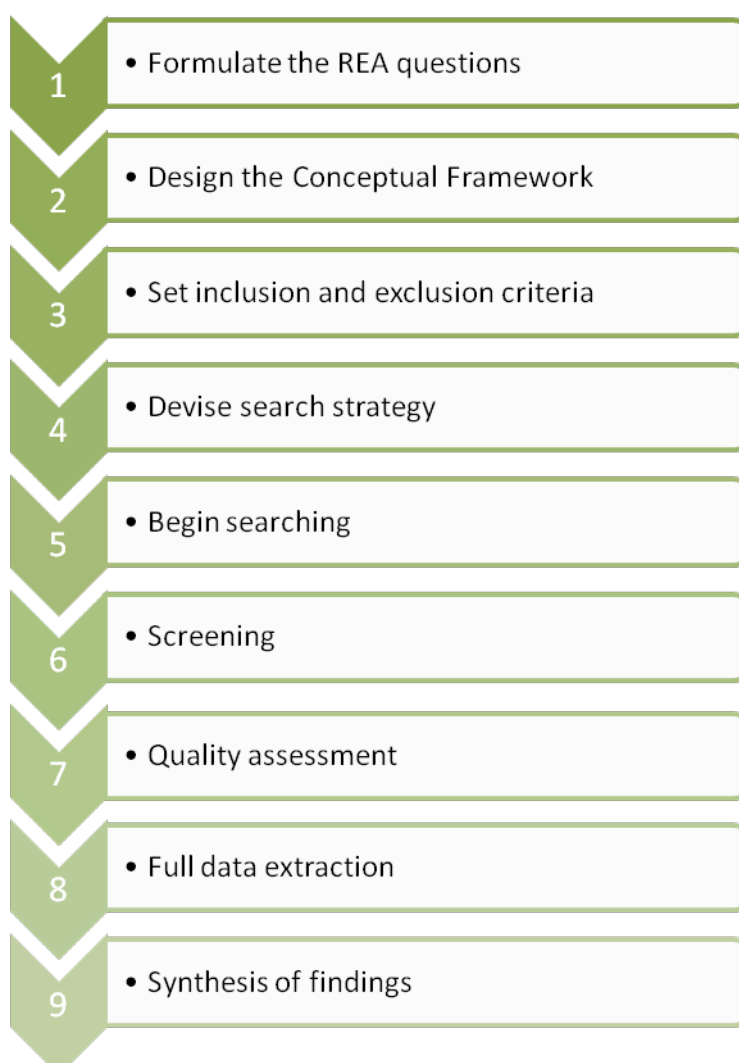 1
• Formulate the REA questions
2
• Design the Conceptual Framework
3
• Set inclusion and exclusion criteria
4
• Devise search strategy
5
• Begin searching
6
• Screening
7
• Quality assessment
8
• Full data extraction
9
• Synthesis of findings